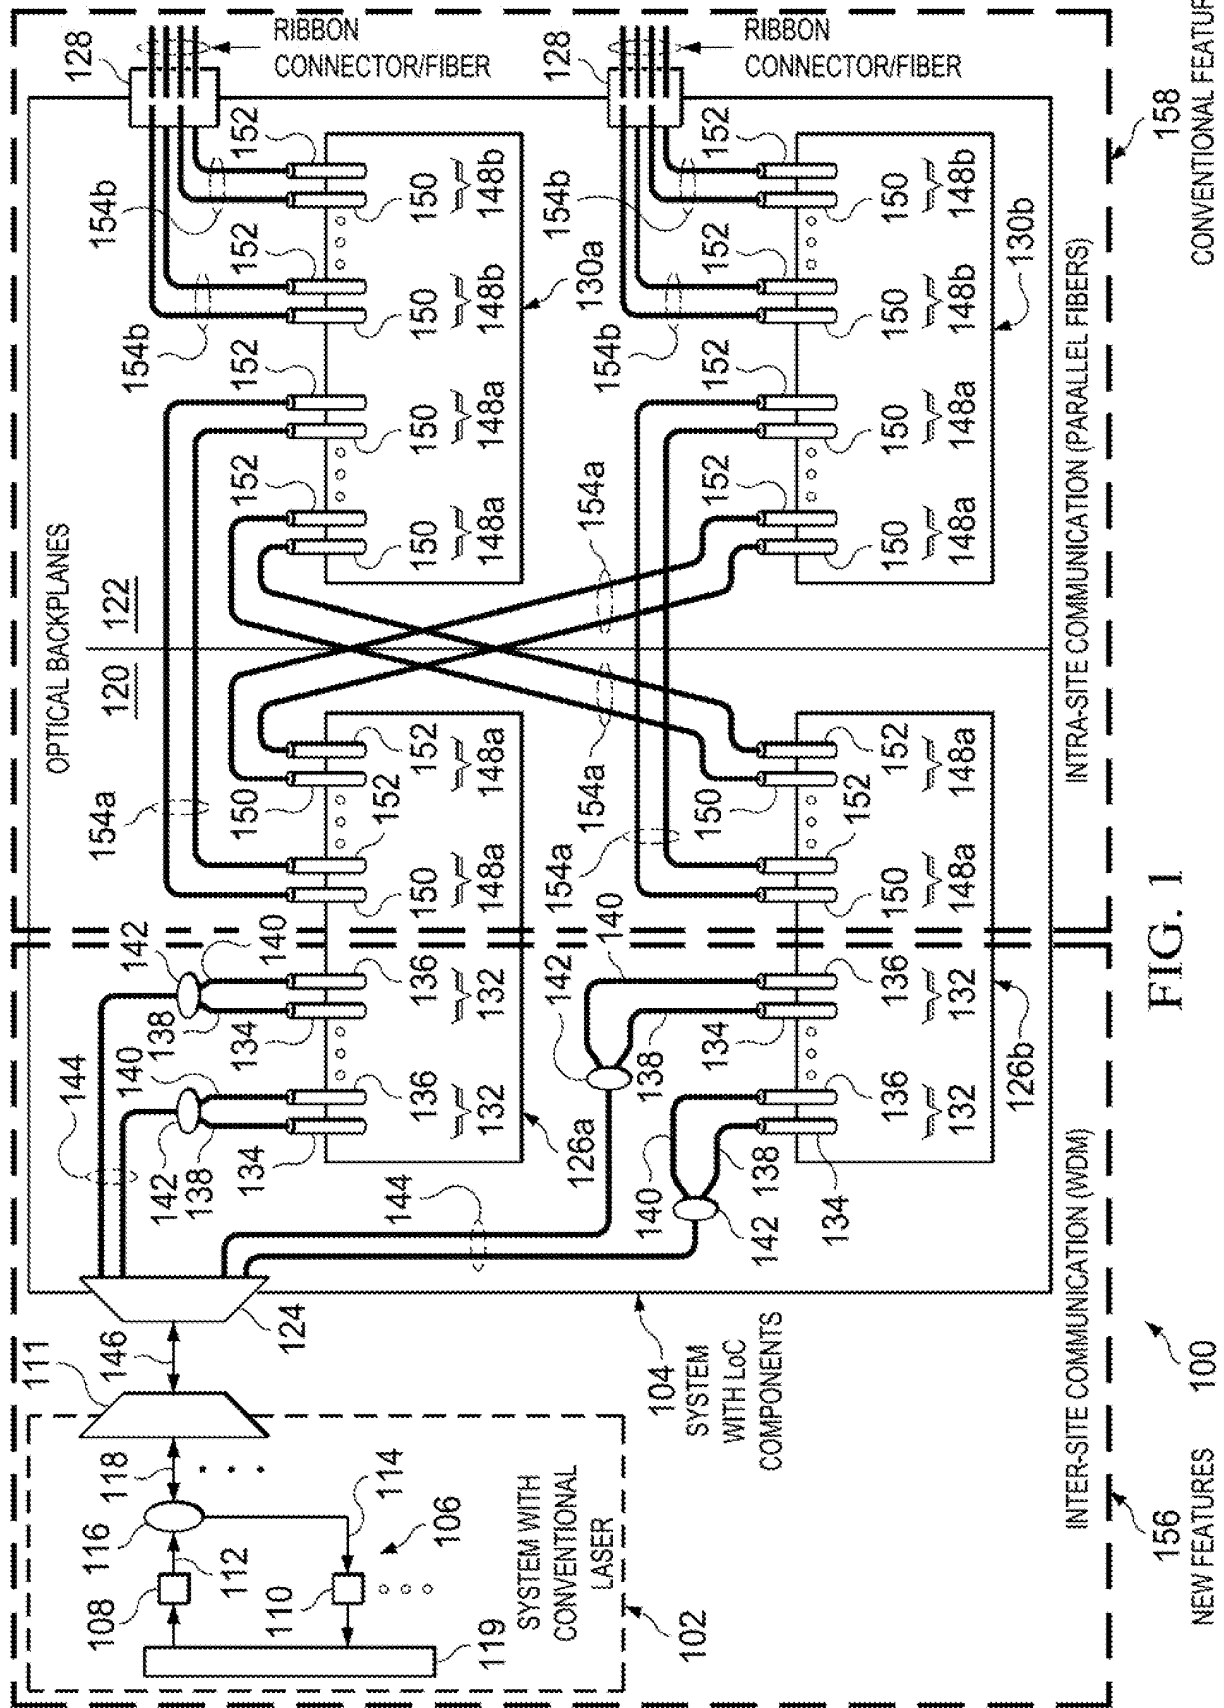 111
146
144
140
142
154a
OPTICAL BACKPLANES
120
122
128
RIBBON
CONNECTOR/FIBER
128
RIBBON
CONNECTOR/FIBER
108
112
116
118
114
110
106
119
SYSTEM WITH
CONVENTIONAL
LASER
102
124
104
SYSTEM
WITH LoC
COMPONENTS
142
138
140
138
134
134
136
136
132
132
126a
150
152
150
152
148a
148a
154b
154b
152
152
152
152
150
150
150
150
148a
148a
148b
148b
130a
144
142
140
138
142
140
138
134
134
136
136
132
132
126b
154a
154a
154a
150
152
150
152
148a
148a
154b
154b
152
152
152
152
150
150
150
150
148a
148a
148b
148b
130b
INTER-SITE COMMUNICATION (WDM)
INTRA-SITE COMMUNICATION (PARALLEL FIBERS)
156
NEW FEATURES
100
FIG. 1
158
CONVENTIONAL FEATUR